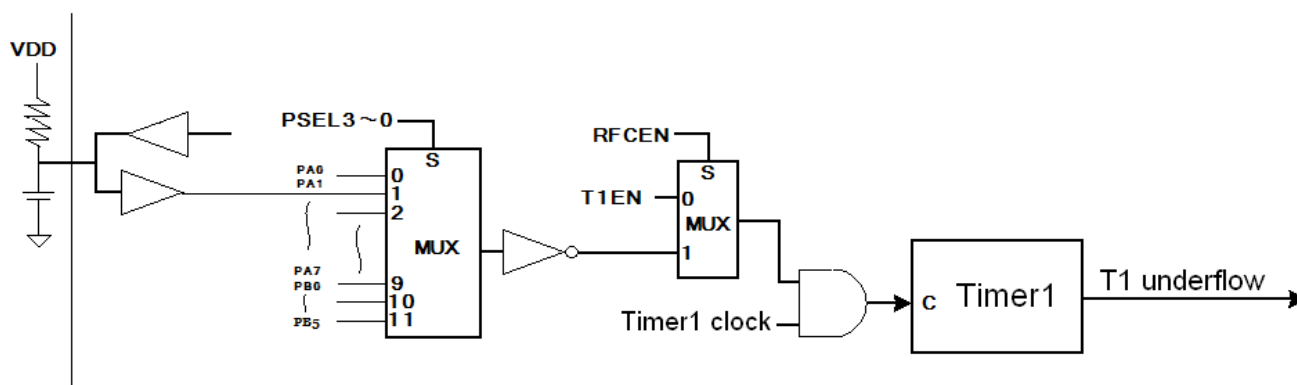 VDD
PSEL3~0
S
PA0
0
PA1
1
2
MUX
PA7
9
PB0
10
PB5
11
RFCEN
S
T1EN
0
MUX
1
Timer1 clock
C
Timer1
T1 underflow